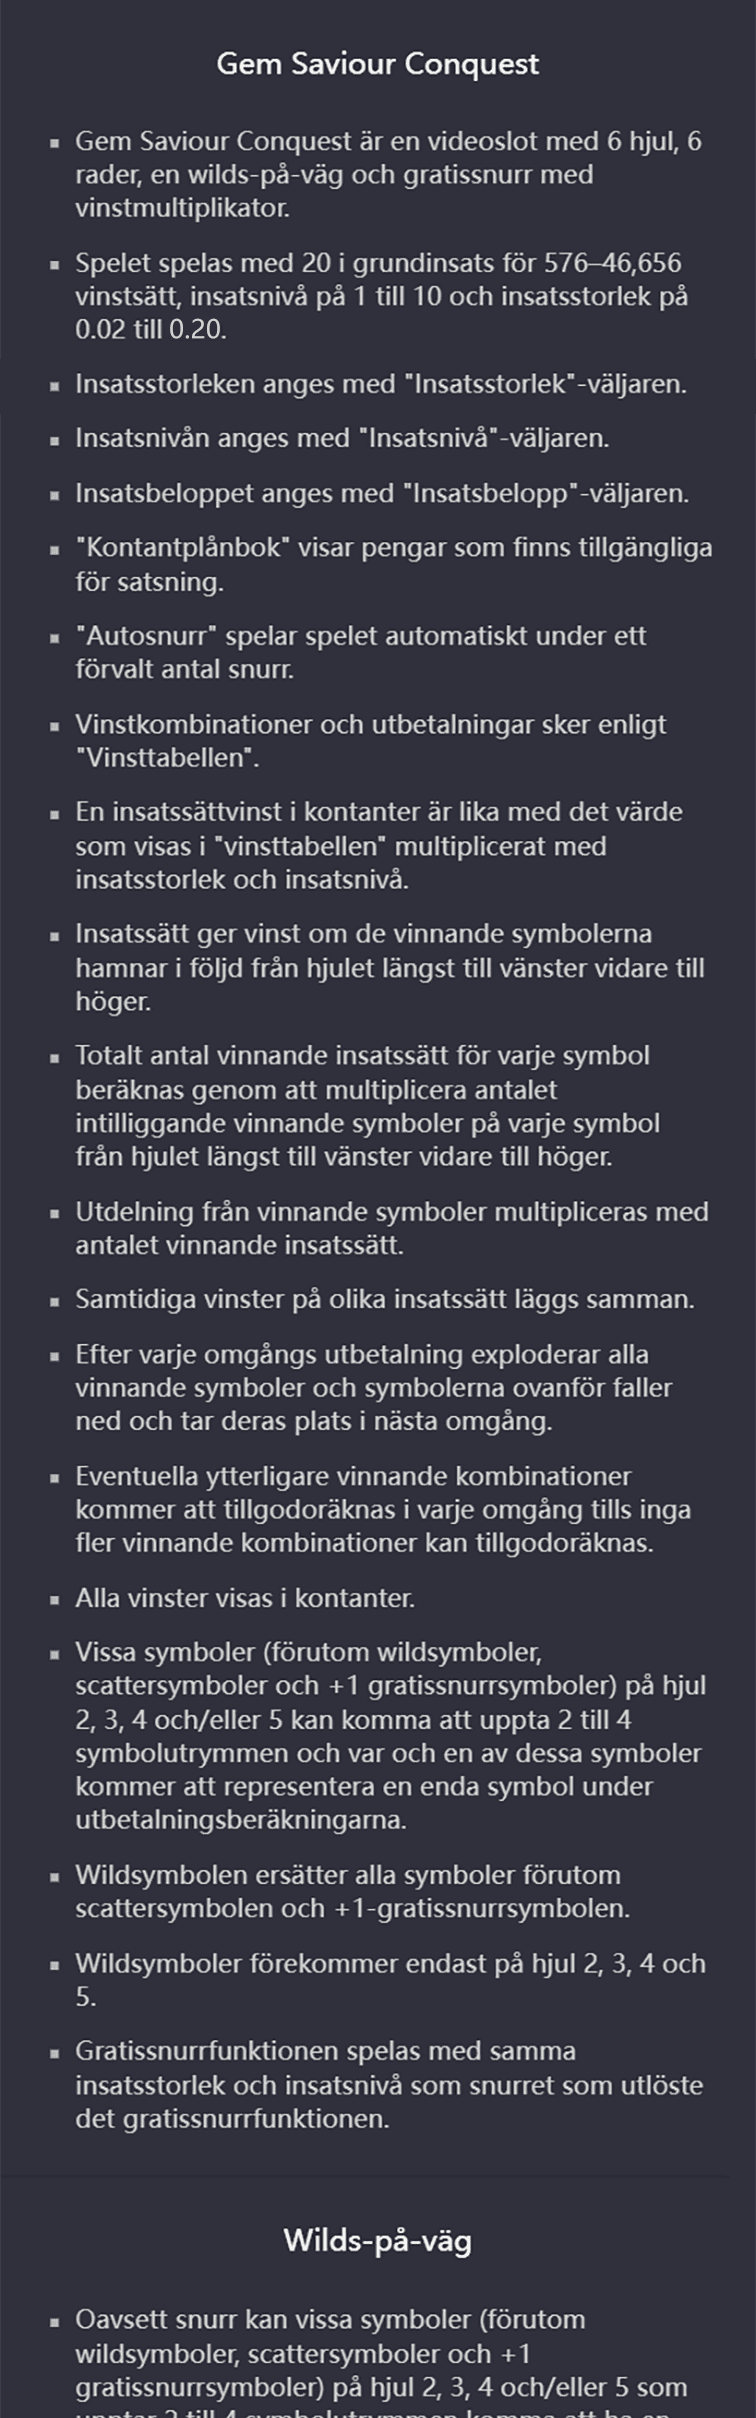 Gem Saviour Conquest
▪ Gem Saviour Conquest är en videoslot med 6 hjul, 6
rader, en wilds-på-väg och gratissnurr med
vinstmultiplikator.
▪ Spelet spelas med 20 i grundinsats för 576–46,656
vinstsätt, insatsnivå på 1 till 10 och insatsstorlek på
0.02 till 0.20.
▪ Insatsstorleken anges med "Insatsstorlek"-väljaren.
▪ Insatsnivån anges med "Insatsnivå"-väljaren.
▪ Insatsbeloppet anges med "Insatsbelopp"-väljaren.
▪ "Kontantplånbok" visar pengar som finns tillgängliga
för satsning.
▪ "Autosnurr" spelar spelet automatiskt under ett
förvalt antal snurr.
▪ Vinstkombinationer och utbetalningar sker enligt
"Vinsttabellen".
▪ En insatssättvinst i kontanter är lika med det värde
som visas i "vinsttabellen" multiplicerat med
insatsstorlek och insatsnivå.
▪ Insatssätt ger vinst om de vinnande symbolerna
hamnar i följd från hjulet längst till vänster vidare till
höger.
▪ Totalt antal vinnande insatssätt för varje symbol
beräknas genom att multiplicera antalet
intilliggande vinnande symboler på varje symbol
från hjulet längst till vänster vidare till höger.
▪ Utdelning från vinnande symboler multipliceras med
antalet vinnande insatssätt.
▪ Samtidiga vinster på olika insatssätt läggs samman.
▪ Efter varje omgångs utbetalning exploderar alla
vinnande symboler och symbolerna ovanför faller
ned och tar deras plats i nästa omgång.
▪ Eventuella ytterligare vinnande kombinationer
kommer att tillgodoräknas i varje omgång tills inga
fler vinnande kombinationer kan tillgodoräknas.
▪ Alla vinster visas i kontanter.
▪ Vissa symboler (förutom wildsymboler,
scattersymboler och +1 gratissnurrsymboler) på hjul
2, 3, 4 och/eller 5 kan komma att uppta 2 till 4
symbolutrymmen och var och en av dessa symboler
kommer att representera en enda symbol under
utbetalningsberäkningarna.
▪ Wildsymbolen ersätter alla symboler förutom
scattersymbolen och +1-gratissnurrsymbolen.
▪ Wildsymboler förekommer endast på hjul 2, 3, 4 och
5.
▪ Gratissnurrfunktionen spelas med samma
insatsstorlek och insatsnivå som snurret som utlöste
det gratissnurrfunktionen.
Wilds-på-väg
▪ Oavsett snurr kan vissa symboler (förutom
wildsymboler, scattersymboler och +1
gratissnurrsymboler) på hjul 2, 3, 4 och/eller 5 som